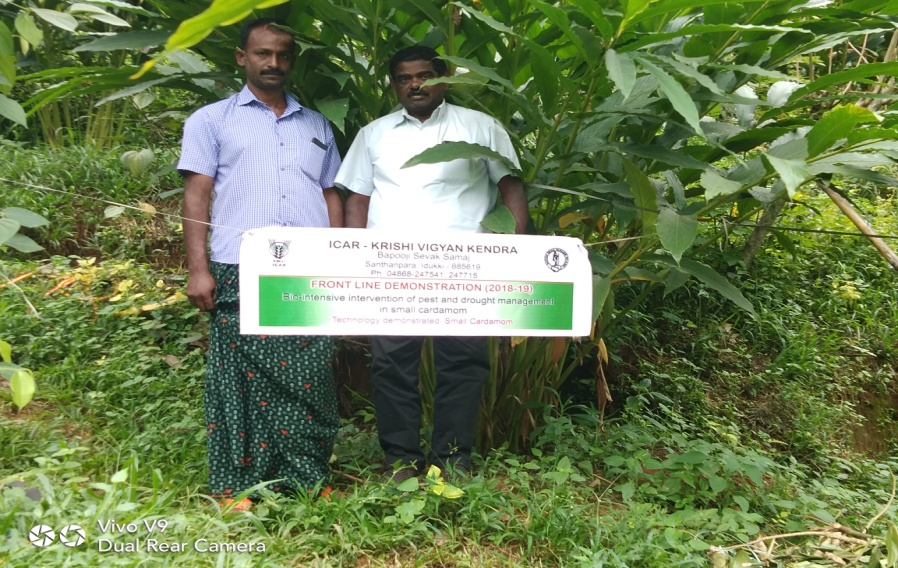 ICAR - KRISHI VIGYAN KENDRA
Bapooji Sevak Samaj
Santhanpara, Idukki - 685619
Ph. 04868-247541, 247715
FRONT LINE DEMONSTRATION (2018-19)
Bio-Intensive intervention of pest and drought management
in small cardamom
Technology demonstrated: Small Cardamom
ICAR
Vivo V9
Dual Rear Camera